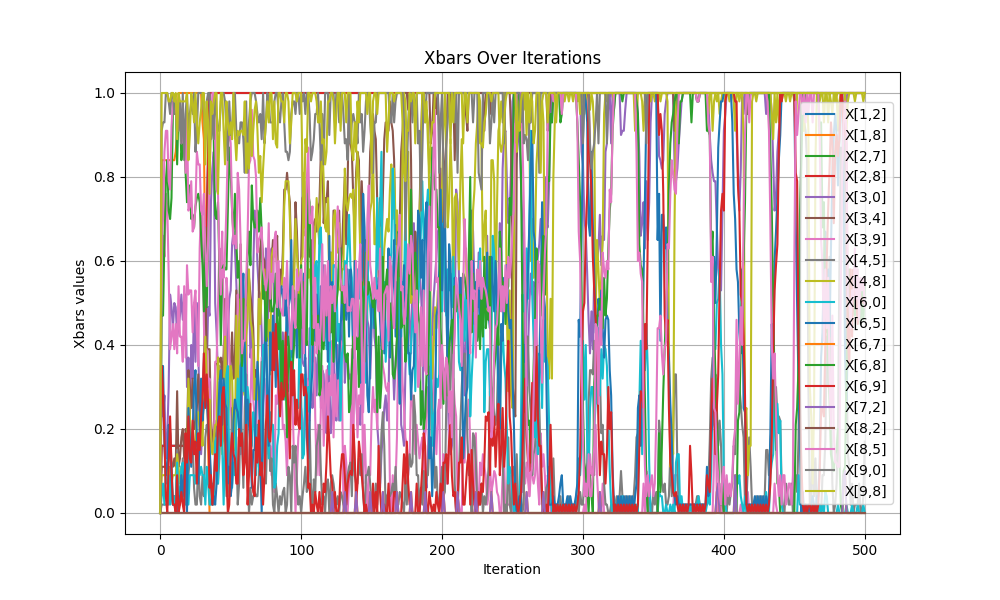 Xbars Over Iterations
Xbars values
1.0
0.8
0.6
0.4
0.2
0.0
0
100
200
300
400
500
Iteration
X[1,2]
X[1,8]
X[2,7]
X[2,8]
X[3,0]
X[3,4]
X[3,9]
X[4,5]
X[4,8]
X[6,0]
X[6,5]
X[6,7]
X[6,8]
X[6,9]
X[7,2]
X[8,2]
X[8,5]
X[9,0]
X[9,8]